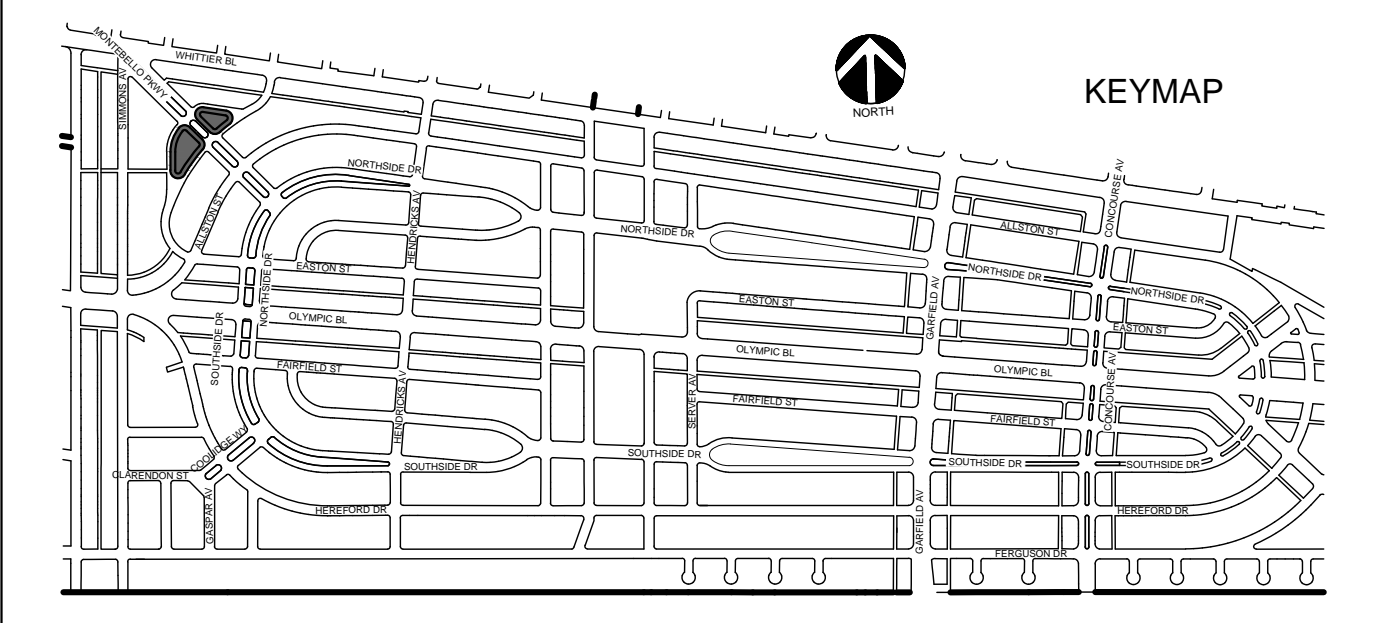 MONTEBELLO PKWY
WHITTIER BL
SIMMONS AV
NORTH
KEYMAP
NORTHSIDE DR
ALLSTON ST
HENDRICKS AV
CONCOURSE AV
NORTHSIDE DR
ALLSTON ST
EASTON ST
NORTHSIDE DR
NORTHSIDE DR
NORTHSIDE DR
EASTON ST
GARFIELD AV
EASTON ST
OLYMPIC BL
SOUTHSIDE DR
OLYMPIC BL
OLYMPIC BL
FAIRFIELD ST
HENDRICKS AV
SERVER AV
FAIRFIELD ST
CONCOURSE AV
FAIRFIELD ST
COOLIDGE WY
CLARENDON ST
SOUTHSIDE DR
SOUTHSIDE DR
SOUTHSIDE DR
SOUTHSIDE DR
GASPAR AV
HEREFORD DR
GARFIELD AV
HEREFORD DR
FERGUSON DR